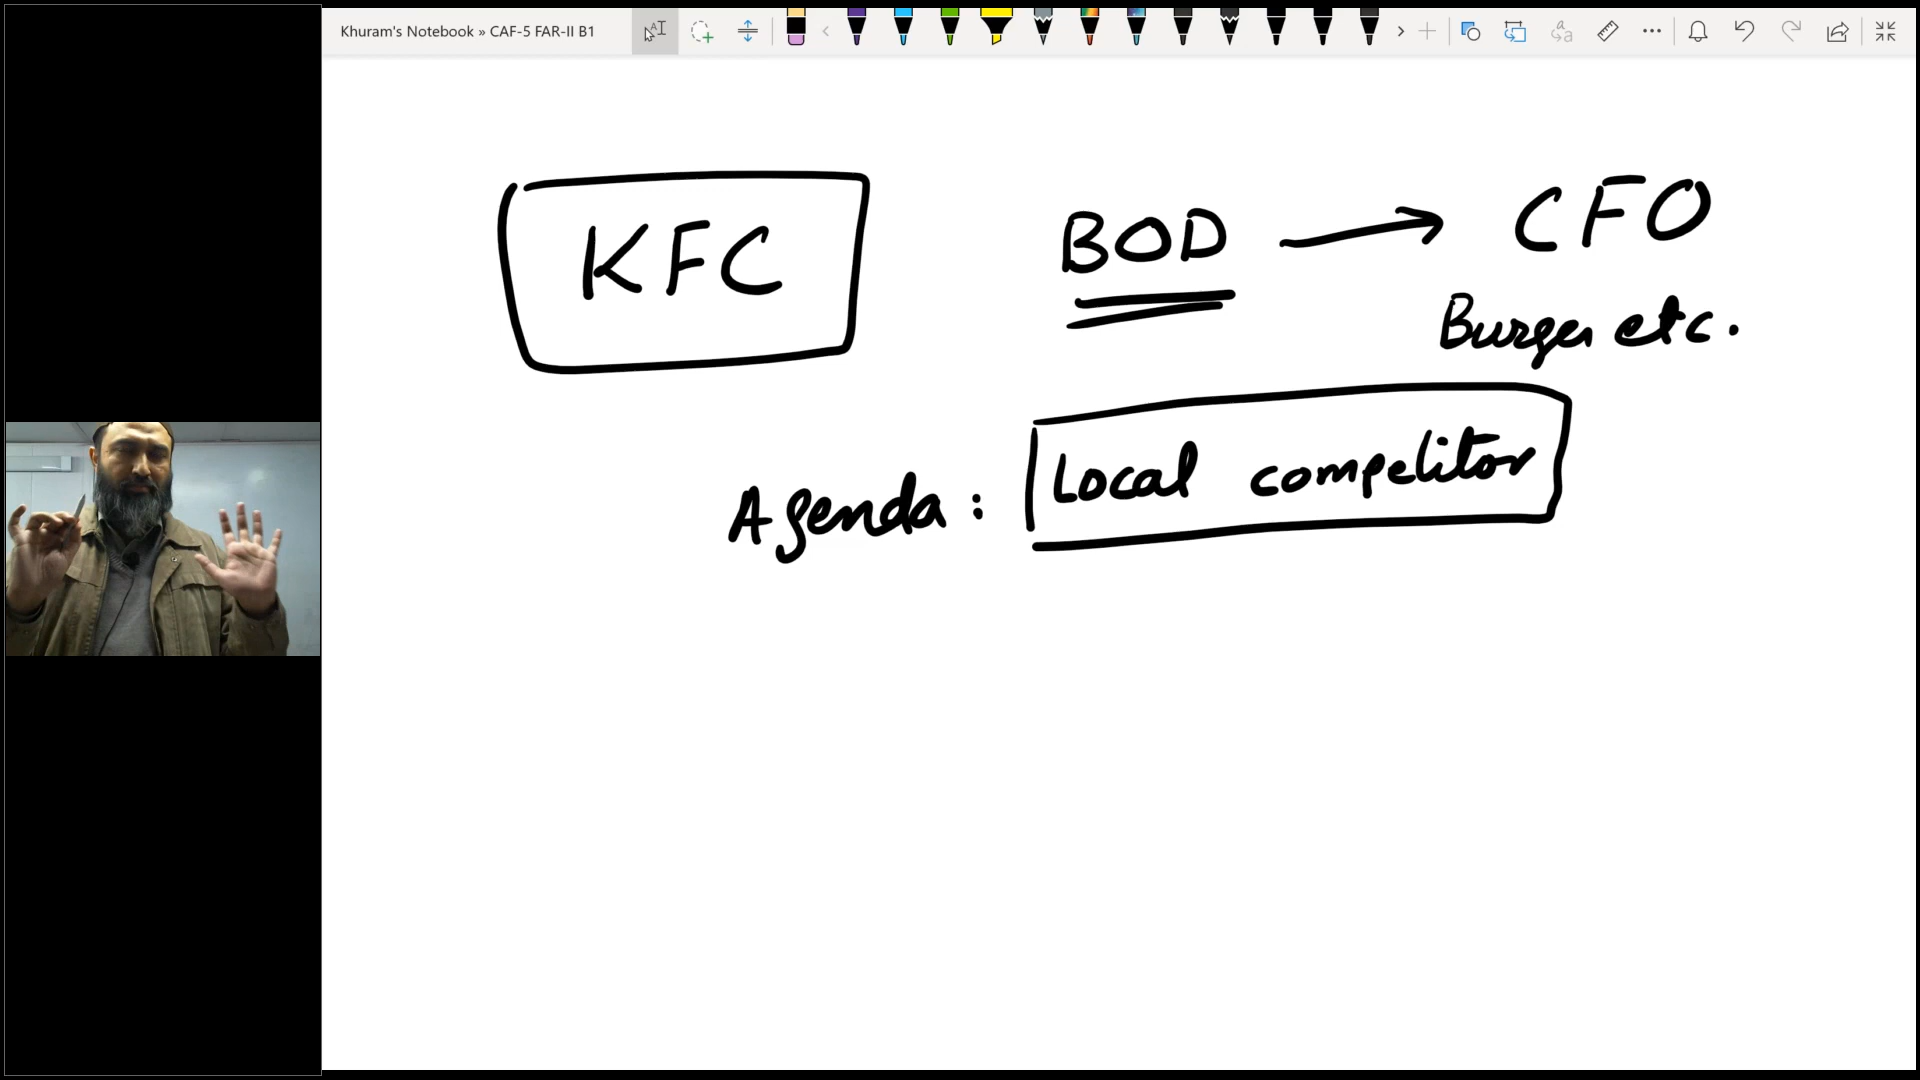 Khuram's Notebook » CAF-5 FAR-II B1
KFC
BOD → CFO
Burger etc.
Agenda: Local competitor